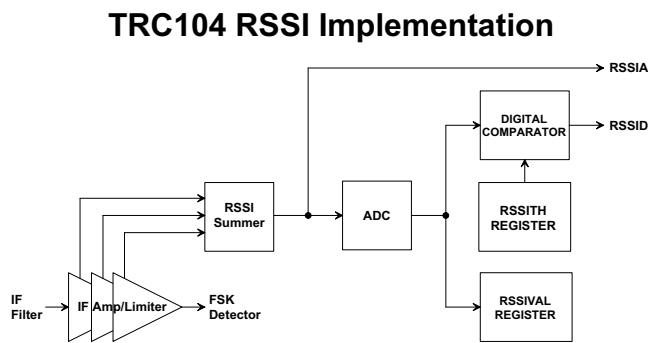 TRC104 RSSI Implementation
RSSIA
DIGITAL
COMPARATOR
RSSID
RSSI
Summer
ADC
RSSITH
REGISTER
IF
Filter
IF Amp/Limiter
FSK
Detector
RSSIVAL
REGISTER